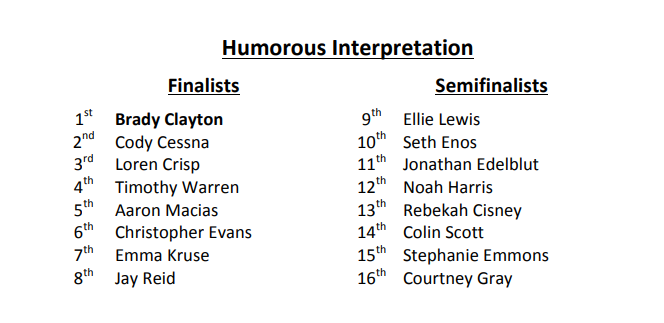 Humorous Interpretation
Finalists
1st Brady Clayton
2nd Cody Cessna
3rd Loren Crisp
4th Timothy Warren
5th Aaron Macias
6th Christopher Evans
7th Emma Kruse
8th Jay Reid
Semifinalists
9th Ellie Lewis
10th Seth Enos
11th Jonathan Edelblut
12th Noah Harris
13th Rebekah Cisney
14th Colin Scott
15th Stephanie Emmons
16th Courtney Gray